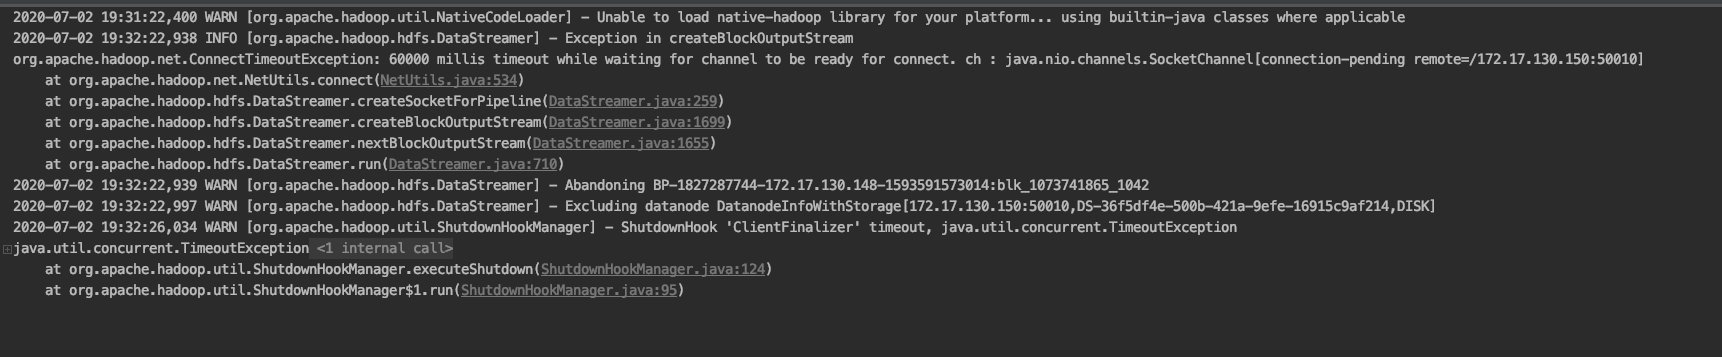 2020-07-02 19:31:22,400 WARN [org.apache.hadoop.util.NativeCodeLoader] - Unable to load native-hadoop library for your platform... using builtin-java classes where applicable
2020-07-02 19:32:22,938 INFO [org.apache.hadoop.hdfs.DataStreamer] - Exception in createBlockOutputStream
org.apache.hadoop.net.ConnectTimeoutException: 60000 millis timeout while waiting for channel to be ready for connect. ch : java.nio.channels.SocketChannel[connection-pending remote=/172.17.130.150:50010]
    at org.apache.hadoop.net.NetUtils.connect(NetUtils.java:534)
    at org.apache.hadoop.hdfs.DataStreamer.createSocketForPipeline(DataStreamer.java:259)
    at org.apache.hadoop.hdfs.DataStreamer.createBlockOutputStream(DataStreamer.java:1699)
    at org.apache.hadoop.hdfs.DataStreamer.nextBlockOutputStream(DataStreamer.java:1655)
    at org.apache.hadoop.hdfs.DataStreamer.run(DataStreamer.java:710)
2020-07-02 19:32:22,939 WARN [org.apache.hadoop.hdfs.DataStreamer] - Abandoning BP-1827287744-172.17.130.148-1593591573014:blk_1073741865_1042
2020-07-02 19:32:22,997 WARN [org.apache.hadoop.hdfs.DataStreamer] - Excluding datanode DatanodeInfoWithStorage[172.17.130.150:50010,DS-36f5df4e-500b-421a-9efe-16915c9af214,DISK]
2020-07-02 19:32:26,034 WARN [org.apache.hadoop.util.ShutdownHookManager] - ShutdownHook 'ClientFinalizer' timeout, java.util.concurrent.TimeoutException
java.util.concurrent.TimeoutException <1 internal call>
    at org.apache.hadoop.util.ShutdownHookManager.executeShutdown(ShutdownHookManager.java:124)
    at org.apache.hadoop.util.ShutdownHookManager$1.run(ShutdownHookManager.java:95)